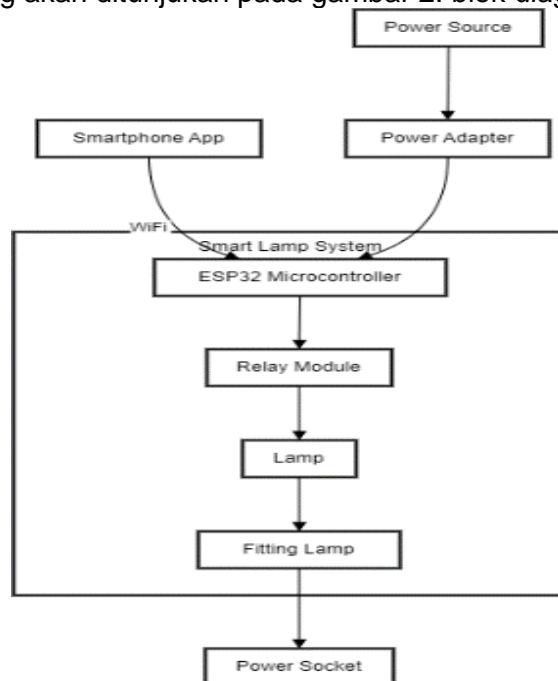 g akan ditunjukan pada gambar 2. blok diag
Power Source
Smartphone App
Power Adapter
WiFi
Smart Lamp System
ESP32 Microcontroller
Relay Module
Lamp
Fitting Lamp
Power Socket